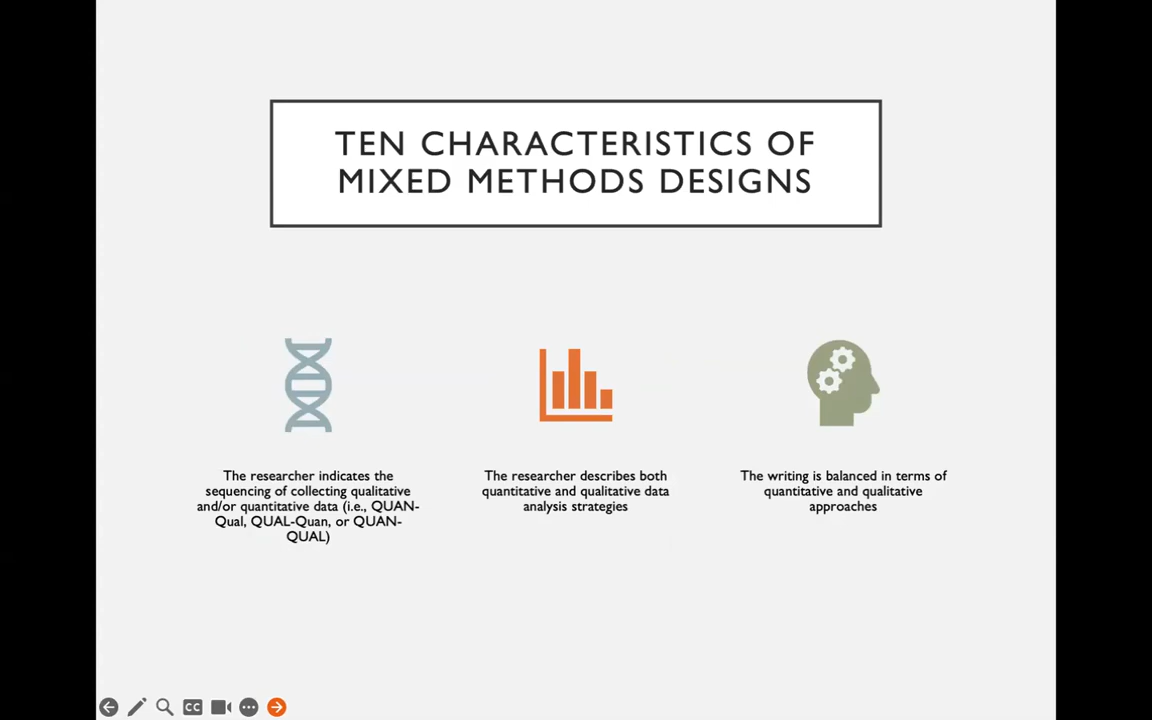 TEN CHARACTERISTICS OF
MIXED METHODS DESIGNS
The researcher indicates the
sequencing of collecting qualitative
and/or quantitative data (i.e., QUAN-
Qual, QUAL-Quan, or QUAN-
QUAL)
The researcher describes both
quantitative and qualitative data
analysis strategies
The writing is balanced in terms of
quantitative and qualitative
approaches
CC